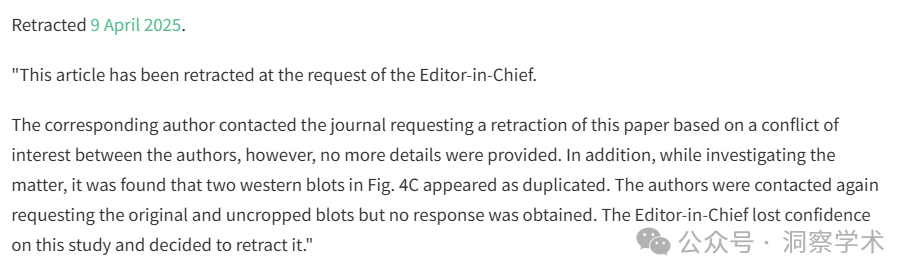 Retracted 9 April 2025.
"This article has been retracted at the request of the Editor-in-Chief.
The corresponding author contacted the journal requesting a retraction of this paper based on a conflict of
interest between the authors, however, no more details were provided. In addition, while investigating the
matter, it was found that two western blots in Fig. 4C appeared as duplicated. The authors were contacted again
requesting the original and uncropped blots but no response was obtained. The Editor-in-Chief lost confidence
on this study and decided to retract it."
公众号 · 洞察学术